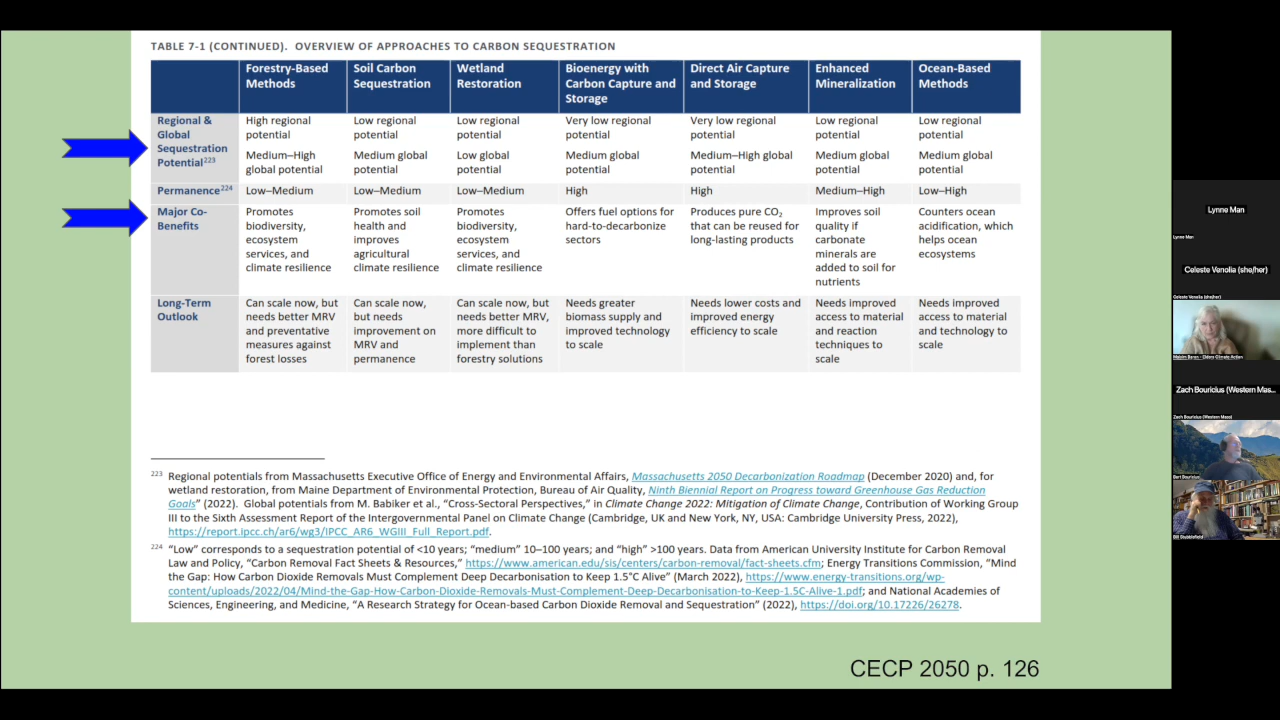 TABLE 7-1 (CONTINUED). OVERVIEW OF APPROACHES TO CARBON SEQUESTRATION
Forestry-Based
Methods
Soil Carbon
Sequestration
Wetland
Restoration
Bioenergy with
Carbon Capture and
Storage
Direct Air Capture
and Storage
Enhanced
Mineralization
Ocean-Based
Methods
Regional &
Global
Sequestration
Potential223
High regional
potential
Medium–High
global potential
Low regional
potential
Medium global
potential
Low regional
potential
Low global
potential
Very low regional
potential
Medium global
potential
Very low regional
potential
Medium–High global
potential
Low regional
potential
Medium global
potential
Low regional
potential
Medium global
potential
Permanence224
Low–Medium
Low–Medium
Low–Medium
High
High
Medium–High
Low–High
Major Co-
Benefits
Promotes
biodiversity,
ecosystem
services, and
climate resilience
Promotes soil
health and
improves
agricultural
climate resilience
Promotes
biodiversity,
ecosystem
services, and
climate resilience
Offers fuel options for
hard-to-decarbonize
sectors
Produces pure CO₂
that can be reused for
long-lasting products
Improves soil
quality if
carbonate
minerals are
added to soil for
nutrients
Counters ocean
acidification, which
helps ocean
ecosystems
Long-Term
Outlook
Can scale now, but
needs better MRV
and preventative
measures against
forest losses
Can scale now,
but needs
improvement on
MRV and
permanence
Can scale now, but
needs better MRV,
more difficult to
implement than
forestry solutions
Needs greater
biomass supply and
improved technology
to scale
Needs lower costs and
improved energy
efficiency to scale
Needs improved
access to material
and reaction
techniques to
scale
Needs improved
access to material
and technology to
scale
223 Regional potentials from Massachusetts Executive Office of Energy and Environmental Affairs, Massachusetts 2050 Decarbonization Roadmap (December 2020) and, for
wetland restoration, from Maine Department of Environmental Protection, Bureau of Air Quality, Ninth Biennial Report on Progress toward Greenhouse Gas Reduction
Goals” (2022). Global potentials from M. Babiker et al., “Cross-Sectoral Perspectives,” in Climate Change 2022: Mitigation of Climate Change, Contribution of Working Group
III to the Sixth Assessment Report of the Intergovernmental Panel on Climate Change (Cambridge, UK and New York, NY, USA: Cambridge University Press, 2022),
https://report.ipcc.ch/ar6/wg3/IPCC_AR6_WGIII_Full_Report.pdf.
224 “Low” corresponds to a sequestration potential of <10 years; “medium” 10–100 years; and “high” >100 years. Data from American University Institute for Carbon Removal
Law and Policy, “Carbon Removal Fact Sheets & Resources,” https://www.american.edu/sis/centers/carbon-removal/fact-sheets.cfm; Energy Transitions Commission, “Mind
the Gap: How Carbon Dioxide Removals Must Complement Deep Decarbonisation to Keep 1.5°C Alive” (March 2022), https://www.energy-transitions.org/wp-
content/uploads/2022/04/Mind-the-Gap-How-Carbon-Dioxide-Removals-Must-Complement-Deep-Decarbonisation-to-Keep-1.5C-Alive-1.pdf; and National Academies of
Sciences, Engineering, and Medicine, “A Research Strategy for Ocean-based Carbon Dioxide Removal and Sequestration” (2022), https://doi.org/10.17226/26278.
CECP 2050 p. 126
Lynne Man
Lynne Man
Celeste Venolia (she/her)
Celeste Venolia (she/her)
Elders Climate Action
Zach Bouricius (Western Mas...
Zach Bouricius (Western Mass)
Bart Bouricius
Bill Stubblefield